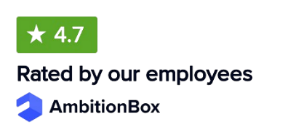 ★ 4.7
Rated by our employees
AmbitionBox